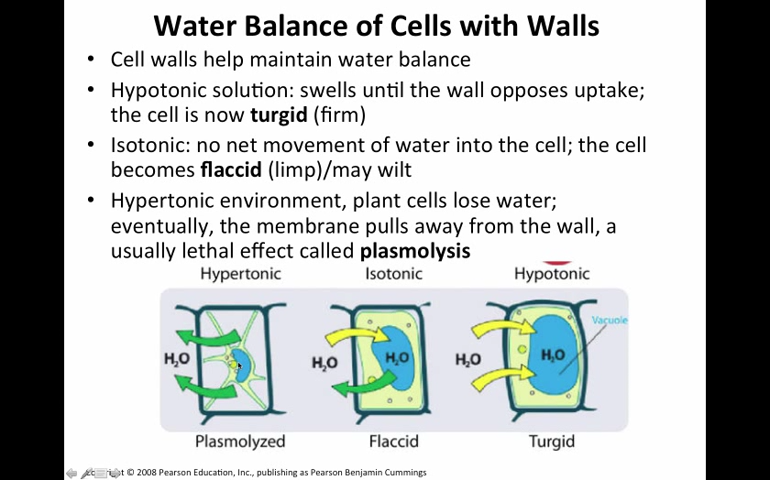 Water Balance of Cells with Walls
• Cell walls help maintain water balance
• Hypotonic solution: swells until the wall opposes uptake;
the cell is now turgid (firm)
• Isotonic: no net movement of water into the cell; the cell
becomes flaccid (limp)/may wilt
• Hypertonic environment, plant cells lose water;
eventually, the membrane pulls away from the wall, a
usually lethal effect called plasmolysis
Hypertonic Isotonic Hypotonic
Vacuole
H₂O H₂O H₂O H₂O H₂O
Plasmolyzed Flaccid Turgid
© 2008 Pearson Education, Inc., publishing as Pearson Benjamin Cummings